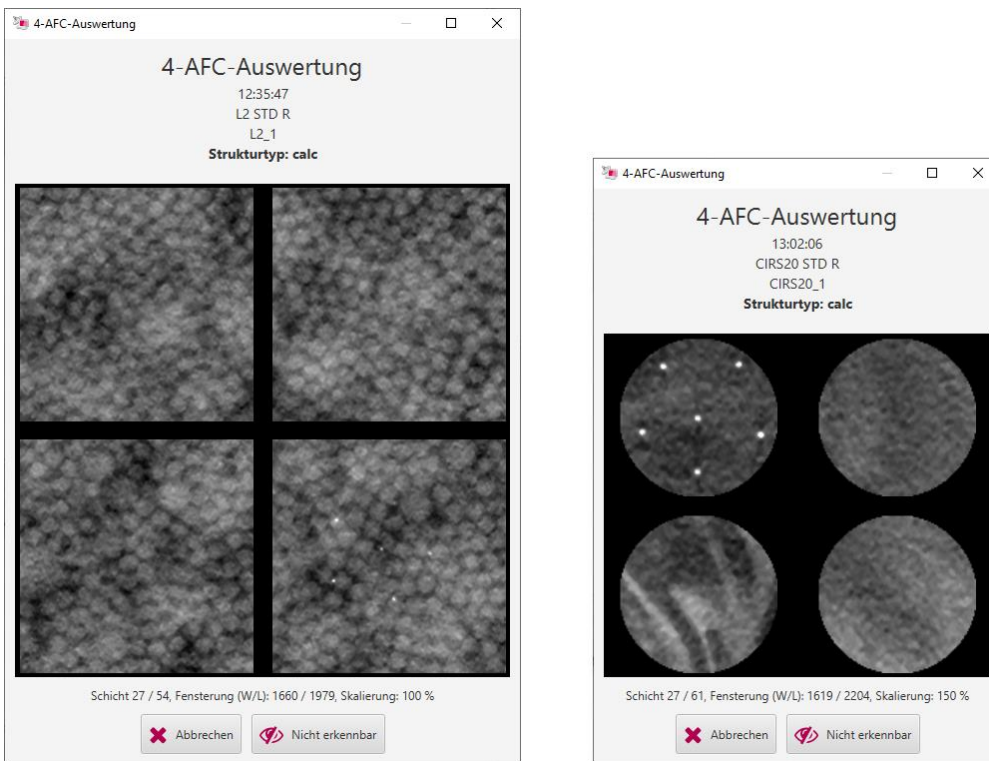 4-AFC-Auswertung
4-AFC-Auswertung
12:35:47
L2 STD R
L2_1
Strukturtyp: calc
Schicht 27 / 54, Fensterung (W/L): 1660 / 1979, Skalierung: 100 %
Abbrechen
Nicht erkennbar
4-AFC-Auswertung
4-AFC-Auswertung
13:02:06
CIRS20 STD R
CIRS20_1
Strukturtyp: calc
Schicht 27 / 61, Fensterung (W/L): 1619 / 2204, Skalierung: 150 %
Abbrechen
Nicht erkennbar